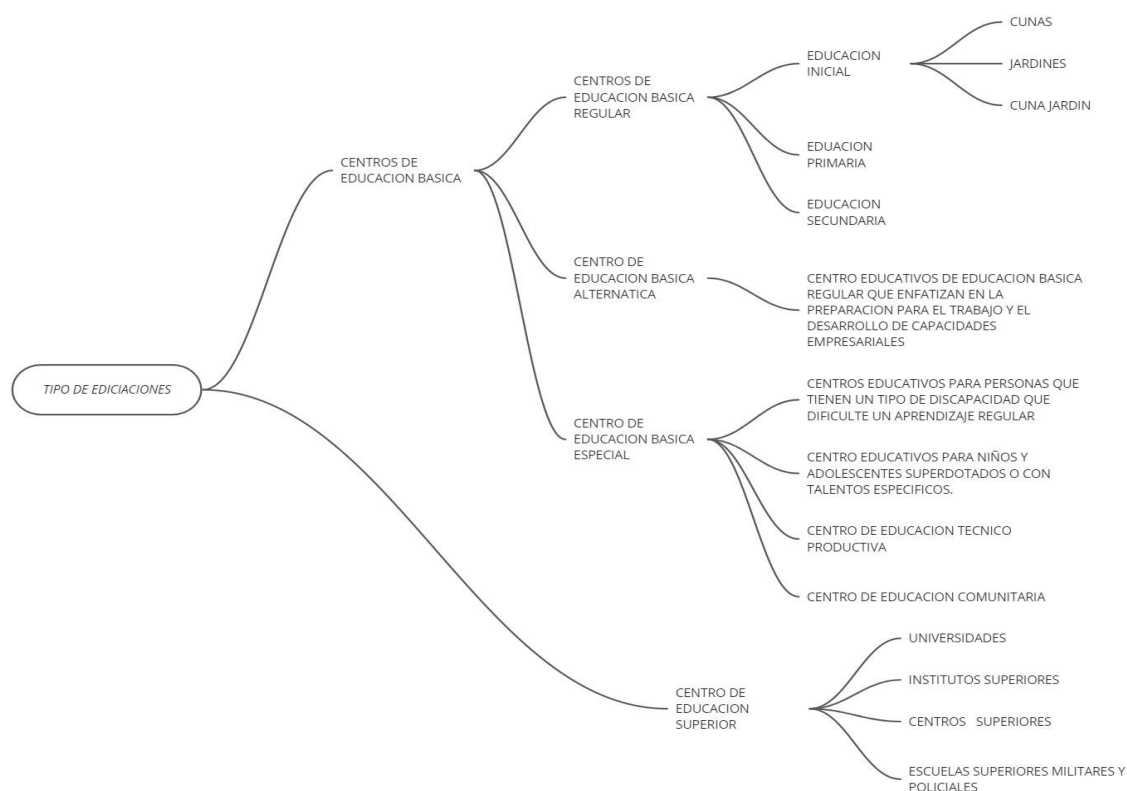 TIPO DE EDICIACIONES
CENTROS DE
EDUCACION BASICA
CENTROS DE
EDUCACION BASICA
REGULAR
EDUCACION
INICIAL
CUNAS
JARDINES
CUNA JARDIN
EDUACION
PRIMARIA
EDUCACION
SECUNDARIA
CENTRO DE
EDUCACION BASICA
ALTERNATICA
CENTRO EDUCATIVOS DE EDUCACION BASICA
REGULAR QUE ENFATIZAN EN LA
PREPARACION PARA EL TRABAJO Y EL
DESARROLLO DE CAPACIDADES
EMPRESARIALES
CENTRO DE
EDUCACION BASICA
ESPECIAL
CENTROS EDUCATIVOS PARA PERSONAS QUE
TIENEN UN TIPO DE DISCAPACIDAD QUE
DIFICULTE UN APRENDIZAJE REGULAR
CENTRO EDUCATIVOS PARA NIÑOS Y
ADOLESCENTES SUPERDOTADOS O CON
TALENTOS ESPECIFICOS.
CENTRO DE EDUCACION TECNICO
PRODUCTIVA
CENTRO DE EDUCACION COMUNITARIA
CENTRO DE
EDUCACION
SUPERIOR
UNIVERSIDADES
INSTITUTOS SUPERIORES
CENTROS SUPERIORES
ESCUELAS SUPERIORES MILITARES Y
POLICIALES